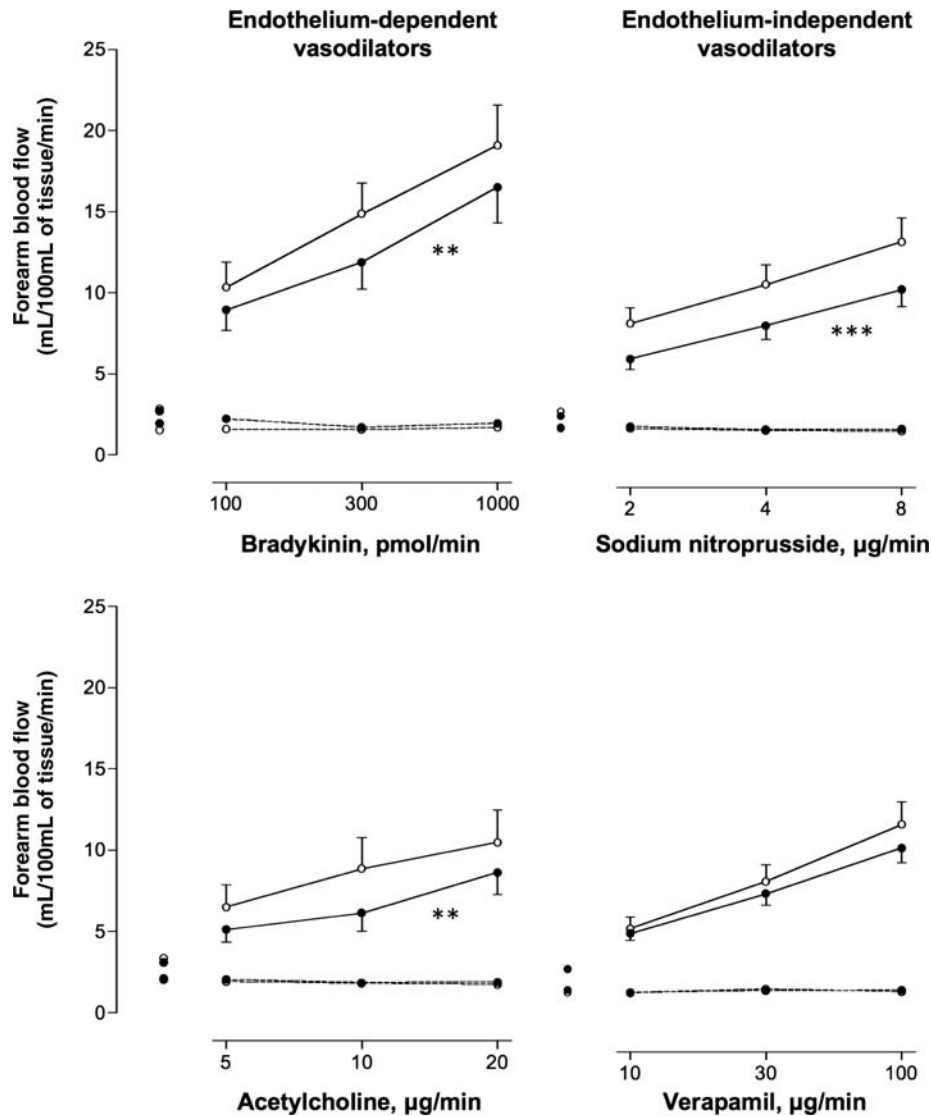 Endothelium-dependent
vasodilators
Endothelium-independent
vasodilators
Forearm blood flow
(mL/100mL of tissue/min)
25
20
15
10
5
0
**
100
300
1000
Bradykinin, pmol/min
***
2
4
8
Sodium nitroprusside, µg/min
Forearm blood flow
(mL/100mL of tissue/min)
25
20
15
10
5
0
**
5
10
20
Acetylcholine, µg/min
10
30
100
Verapamil, µg/min